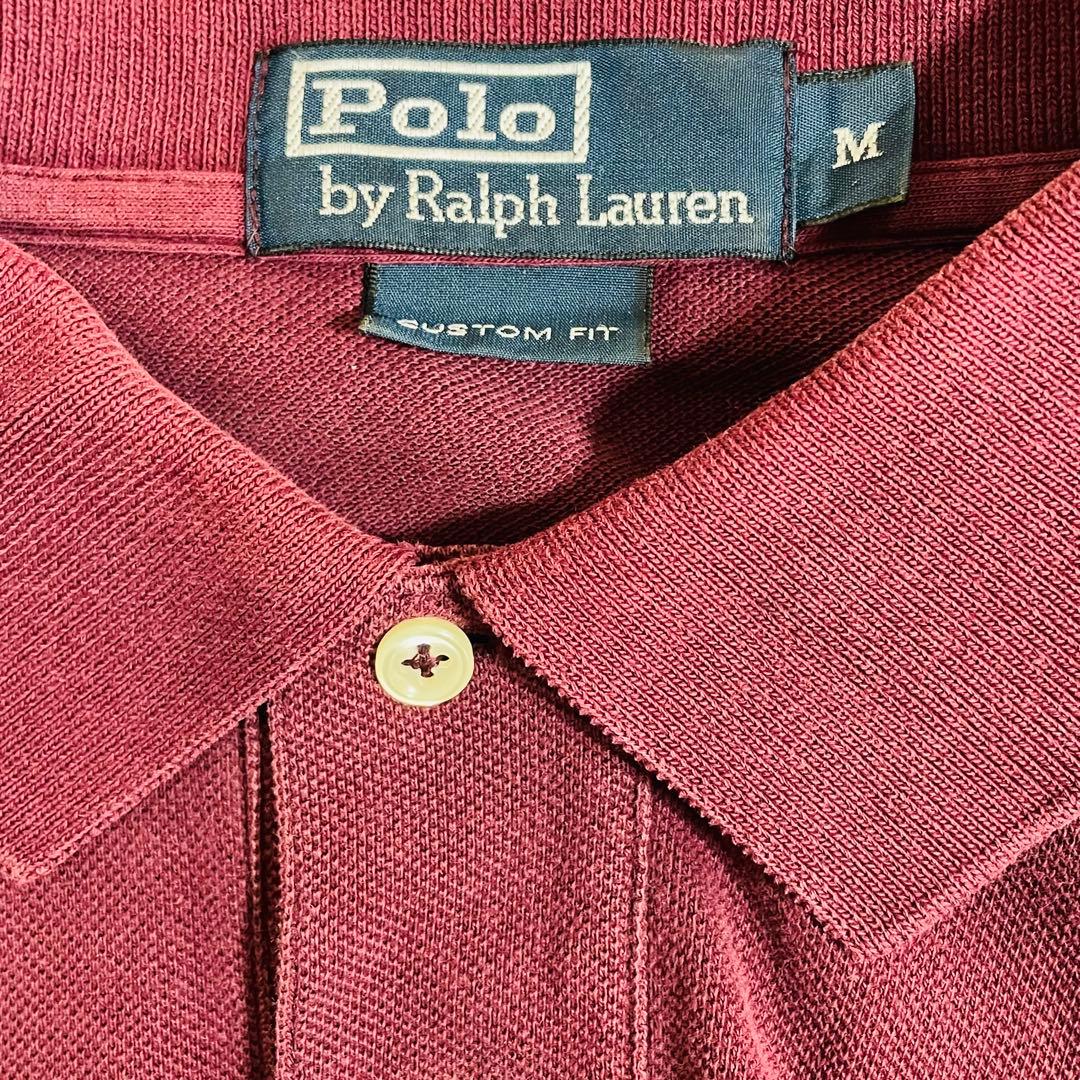 Polo
by Ralph Lauren
M
CUSTOM FIT